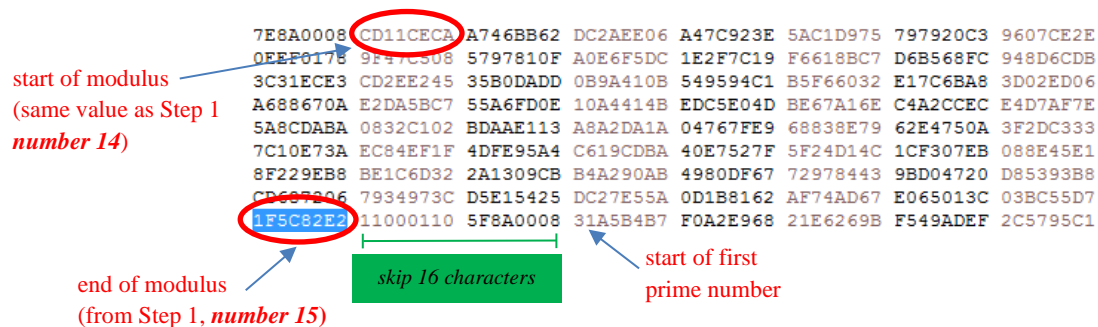 7E8A0008 CD11CECA A746BB62 DC2AEE06 A47C923E 5AC1D975 797920C3 9607CE2E
0EEF0178 9F47C508 5797810F A0E6F5DC 1E2F7C19 F6618BC7 D6B568FC 948D6CDB
3C31ECE3 CD2EE245 35B0DADD 0B9A410B 549594C1 B5F66032 E17C6BA8 3D02ED06
A688670A E2DA5BC7 55A6FD0E 10A4414B EDC5E04D BE67A16E C4A2CCEC E4D7AF7E
5A8CDABA 0832C102 BDAAE113 A8A2DA1A 04767FE9 68838E79 62E4750A 3F2DC333
7C10E73A EC84EF1F 4DFE95A4 C619CDBA 40E7527F 5F24D14C 1CF307EB 088E45E1
8F229EB8 BE1C6D32 2A1309CB B4A290AB 4980DF67 72978443 9BD04720 D85393B8
CD687206 7934973C D5E15425 DC27E55A 0D1B8162 AF74AD67 E065013C 03BC55D7
1F5C82E2 11000110 5F8A0008 31A5B4B7 F0A2E968 21E6269B F549ADEF 2C5795C1
start of modulus
(same value as Step 1
number 14)
skip 16 characters
start of first
prime number
end of modulus
(from Step 1, number 15)